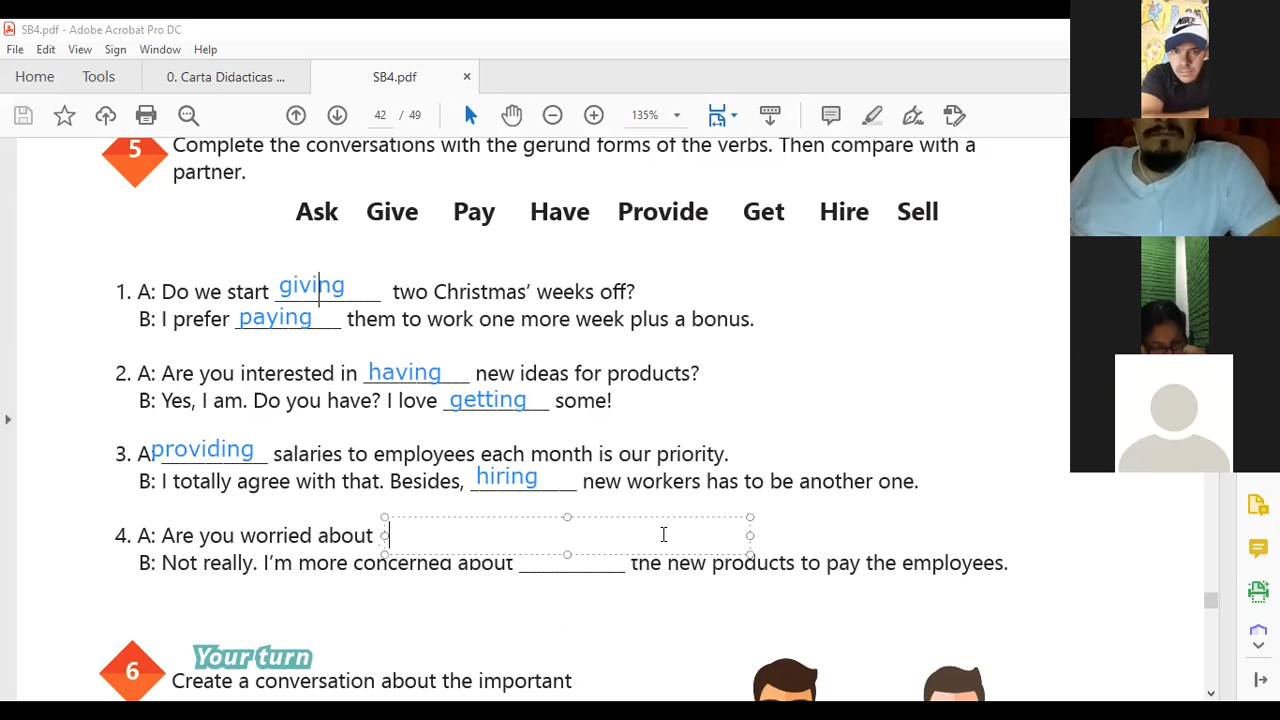 SB4.pdf - Adobe Acrobat Pro DC
File Edit View Sign Window Help
Home Tools 0. Carta Didacticas ... SB4.pdf ×
42 / 49 135%
5 Complete the conversations with the gerund forms of the verbs. Then compare with a
partner.
Ask Give Pay Have Provide Get Hire Sell
1. A: Do we start giving two Christmas’ weeks off?
B: I prefer paying them to work one more week plus a bonus.
2. A: Are you interested in having new ideas for products?
B: Yes, I am. Do you have? I love getting some!
3. A: providing salaries to employees each month is our priority.
B: I totally agree with that. Besides, hiring new workers has to be another one.
4. A: Are you worried about
B: Not really. I’m more concerned about ___________ the new products to pay the employees.
6 Your turn
Create a conversation about the important
NIKE